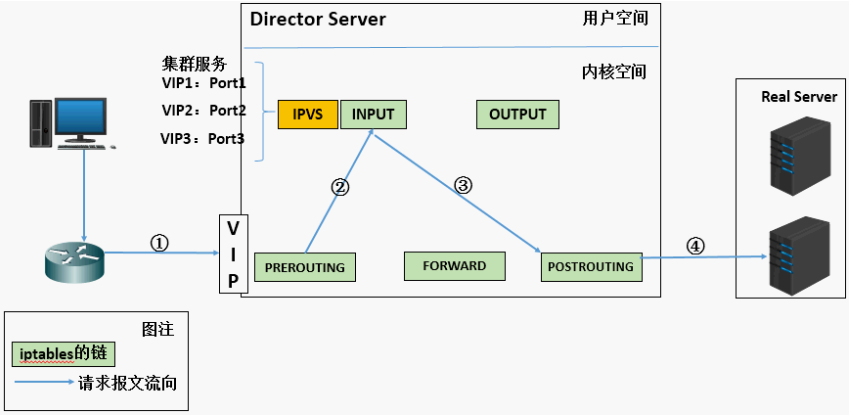 Director Server
用户空间
集群服务
VIP1：Port1
VIP2：Port2
VIP3：Port3
内核空间
IPVS
INPUT
OUTPUT
Real Server
①
②
③
④
VIP
PREROUTING
FORWARD
POSTROUTING
图注
iptables的链
请求报文流向